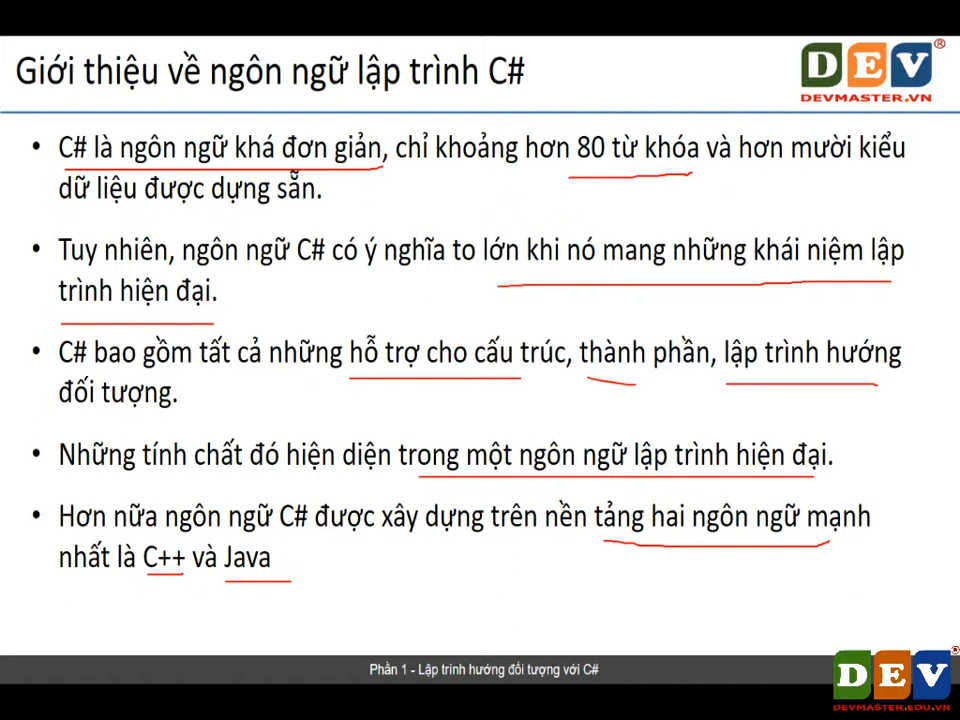 Giới thiệu về ngôn ngữ lập trình C#
DEV®
DEVMASTER.VN
• C# là ngôn ngữ khá đơn giản, chỉ khoảng hơn 80 từ khóa và hơn mười kiểu
dữ liệu được dựng sẵn.
• Tuy nhiên, ngôn ngữ C# có ý nghĩa to lớn khi nó mang những khái niệm lập
trình hiện đại.
• C# bao gồm tất cả những hỗ trợ cho cấu trúc, thành phần, lập trình hướng
đối tượng.
• Những tính chất đó hiện diện trong một ngôn ngữ lập trình hiện đại.
• Hơn nữa ngôn ngữ C# được xây dựng trên nền tảng hai ngôn ngữ mạnh
nhất là C++ và Java
Phần 1 - Lập trình hướng đối tượng với C#
DEV®
DEVMASTER.EDU.VN